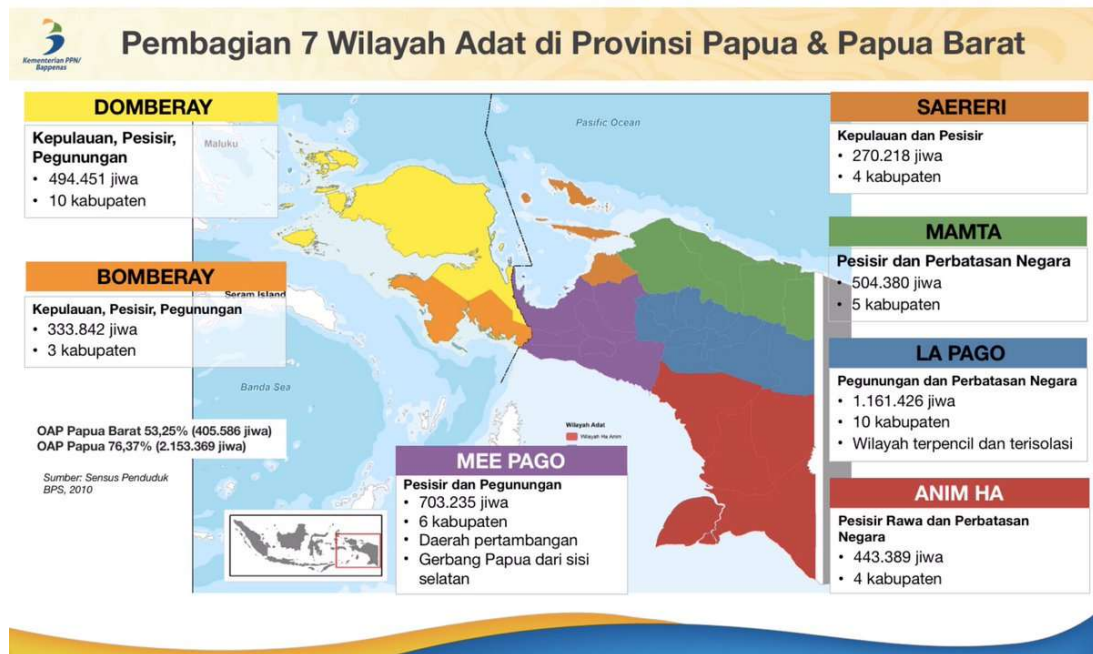 Kementerian PPN/
Bappenas
Pembagian 7 Wilayah Adat di Provinsi Papua & Papua Barat
DOMBERAY
Kepulauan, Pesisir,
Pegunungan
• 494.451 jiwa
• 10 kabupaten
Maluku
BOMBERAY
Seram Island
Kepulauan, Pesisir, Pegunungan
• 333.842 jiwa
• 3 kabupaten
Banda Sea
OAP Papua Barat 53,25% (405.586 jiwa)
OAP Papua 76,37% (2.153.369 jiwa)
Sumber: Sensus Penduduk
BPS, 2010
Pasific Ocean
Wilayah Adat
Wilayah Ha Anim
MEE PAGO
Pesisir dan Pegunungan
• 703.235 jiwa
• 6 kabupaten
• Daerah pertambangan
• Gerbang Papua dari sisi
selatan
SAERERI
Kepulauan dan Pesisir
• 270.218 jiwa
• 4 kabupaten
MAMTA
Pesisir dan Perbatasan Negara
• 504.380 jiwa
• 5 kabupaten
LA PAGO
Pegunungan dan Perbatasan Negara
• 1.161.426 jiwa
• 10 kabupaten
• Wilayah terpencil dan terisolasi
ANIM HA
Pesisir Rawa dan Perbatasan
Negara
• 443.389 jiwa
• 4 kabupaten